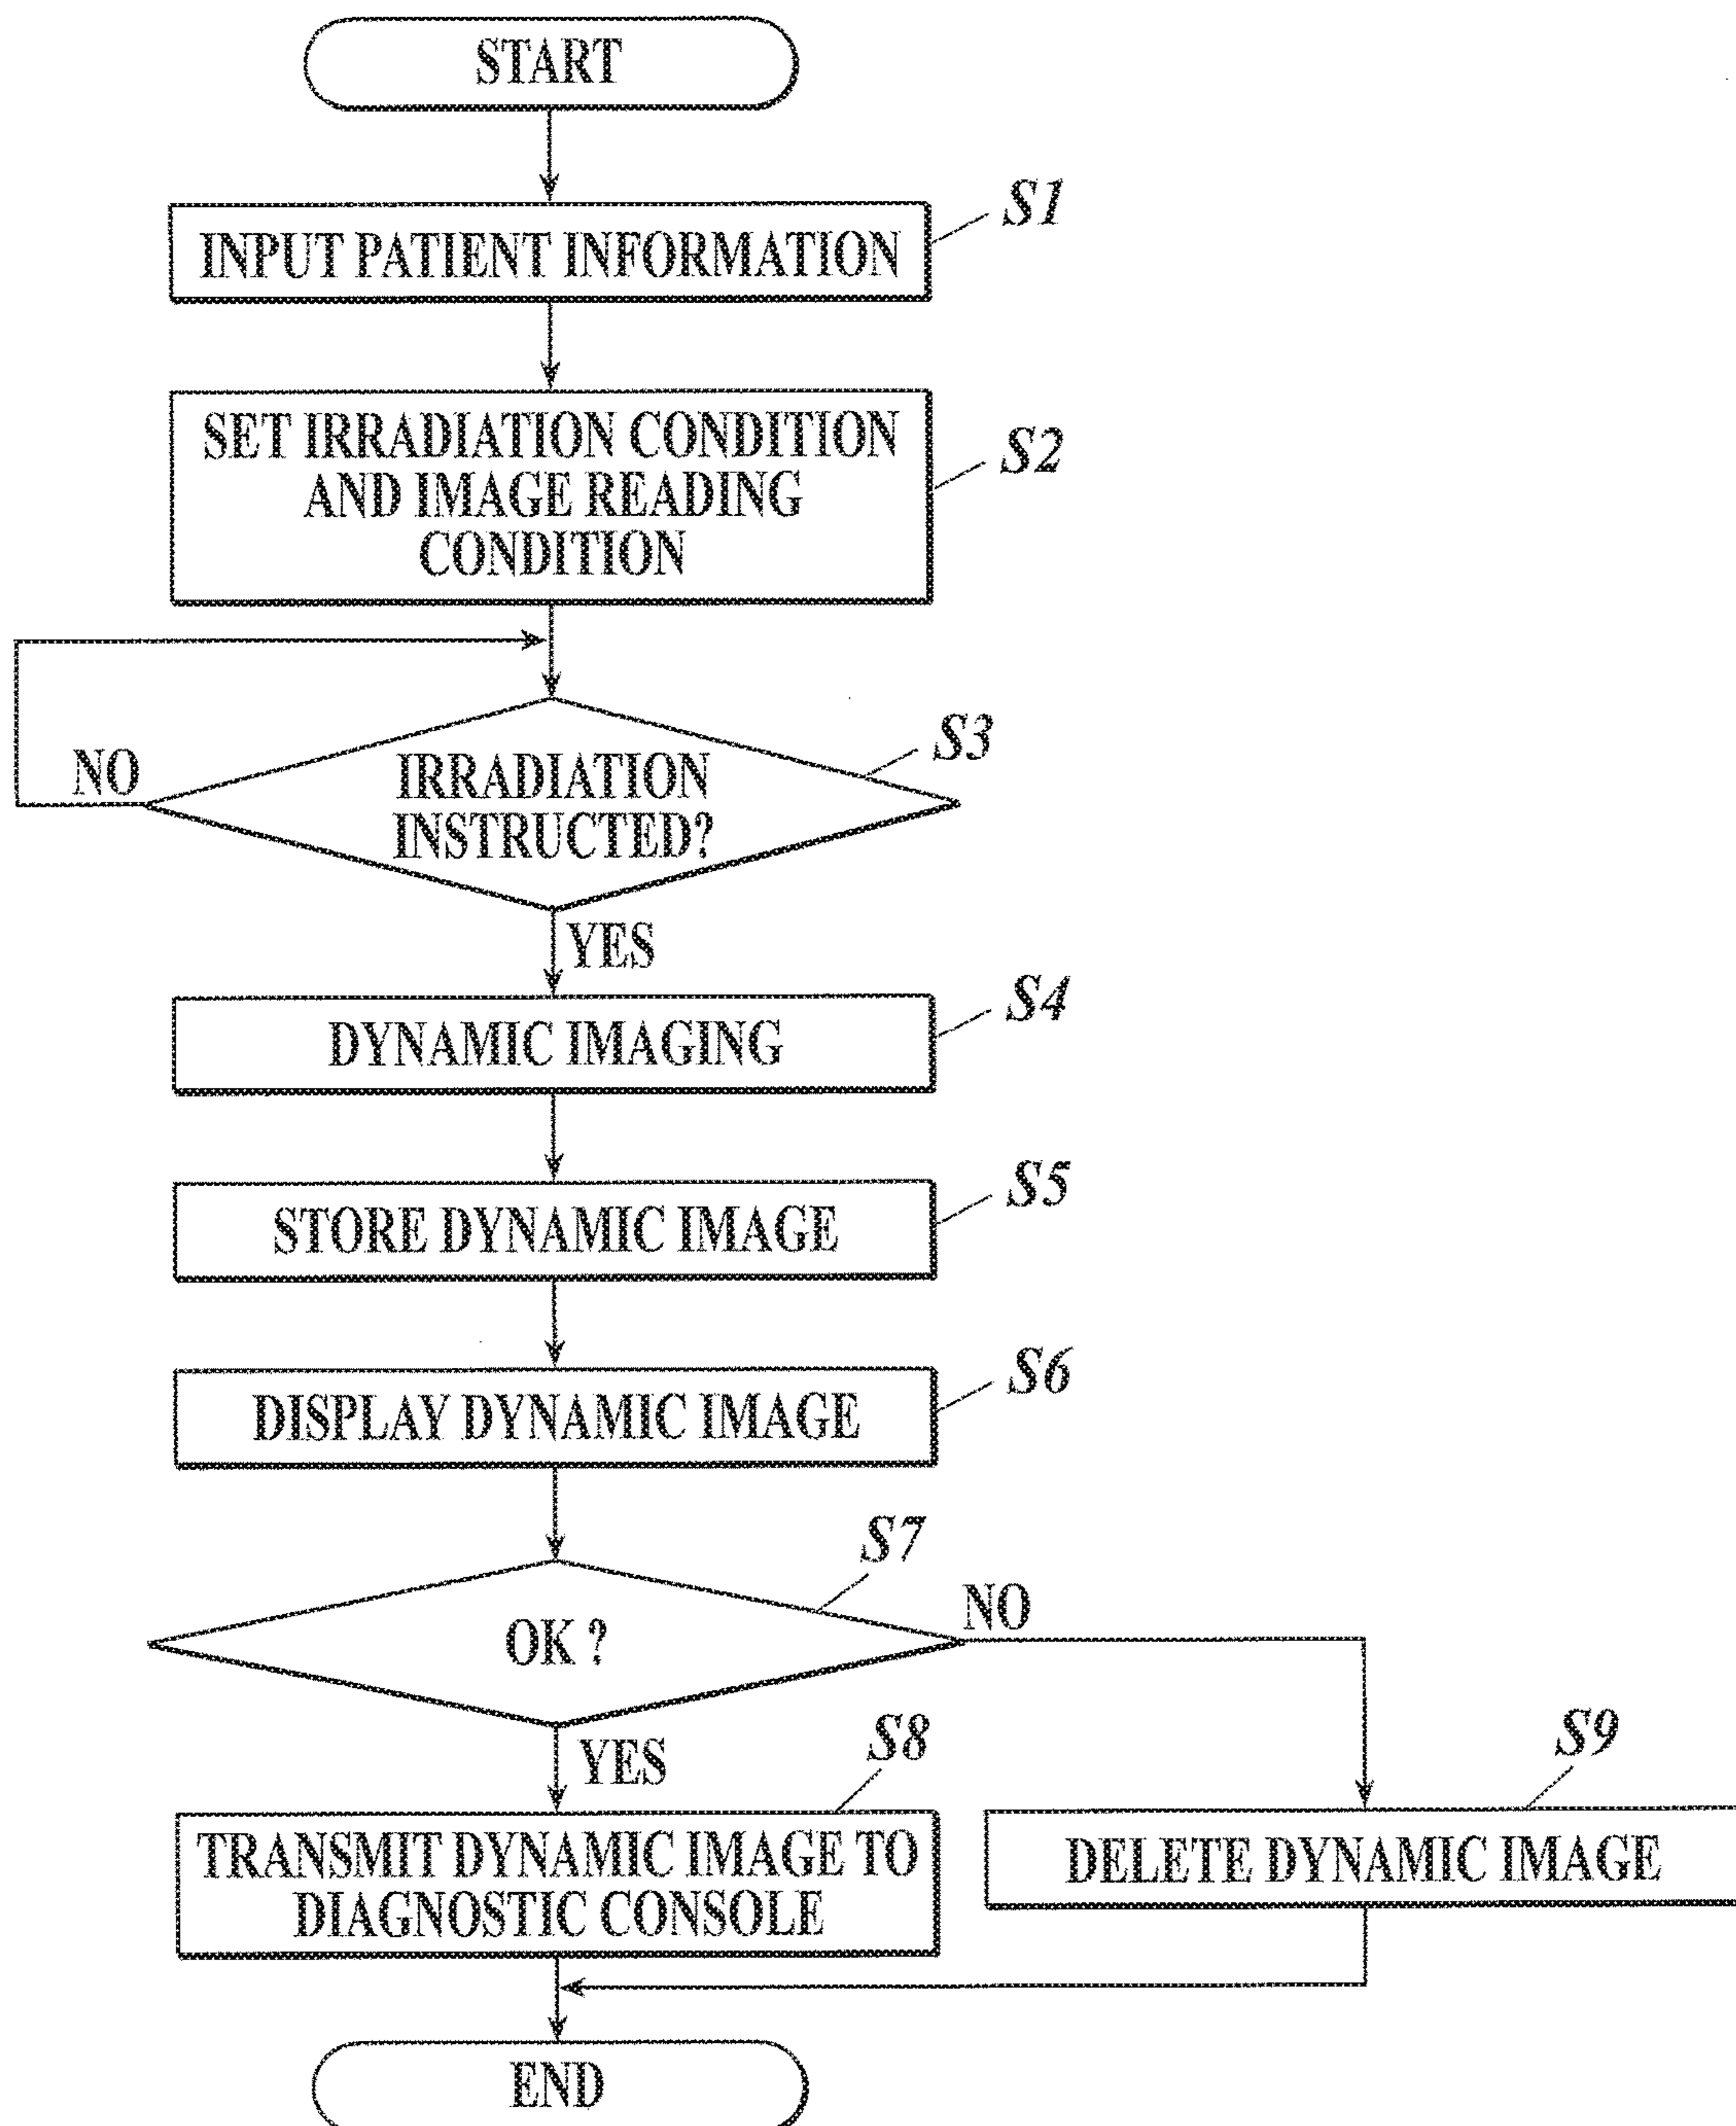 START
S1
INPUT PATIENT INFORMATION
S2
SET IRRADIATION CONDITION
AND IMAGE READING
CONDITION
S3
NO
IRRADIATION
INSTRUCTED?
YES
S4
DYNAMIC IMAGING
S5
STORE DYNAMIC IMAGE
S6
DISPLAY DYNAMIC IMAGE
S7
NO
OK ?
YES
S8
S9
TRANSMIT DYNAMIC IMAGE TO
DIAGNOSTIC CONSOLE
DELETE DYNAMIC IMAGE
END